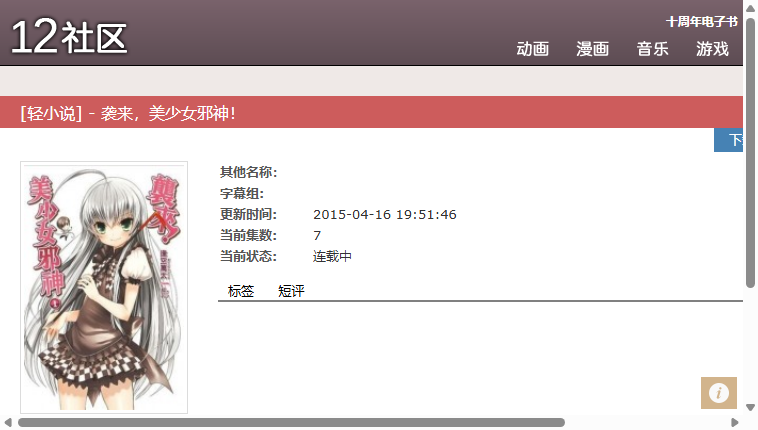 12社区
十周年电子书
动画 漫画 音乐 游戏
[轻小说] - 袭来，美少女邪神！
襲来！
美少女邪神
其他名称：
字幕组：
更新时间： 2015-04-16 19:51:46
当前集数： 7
当前状态： 连载中
标签 短评